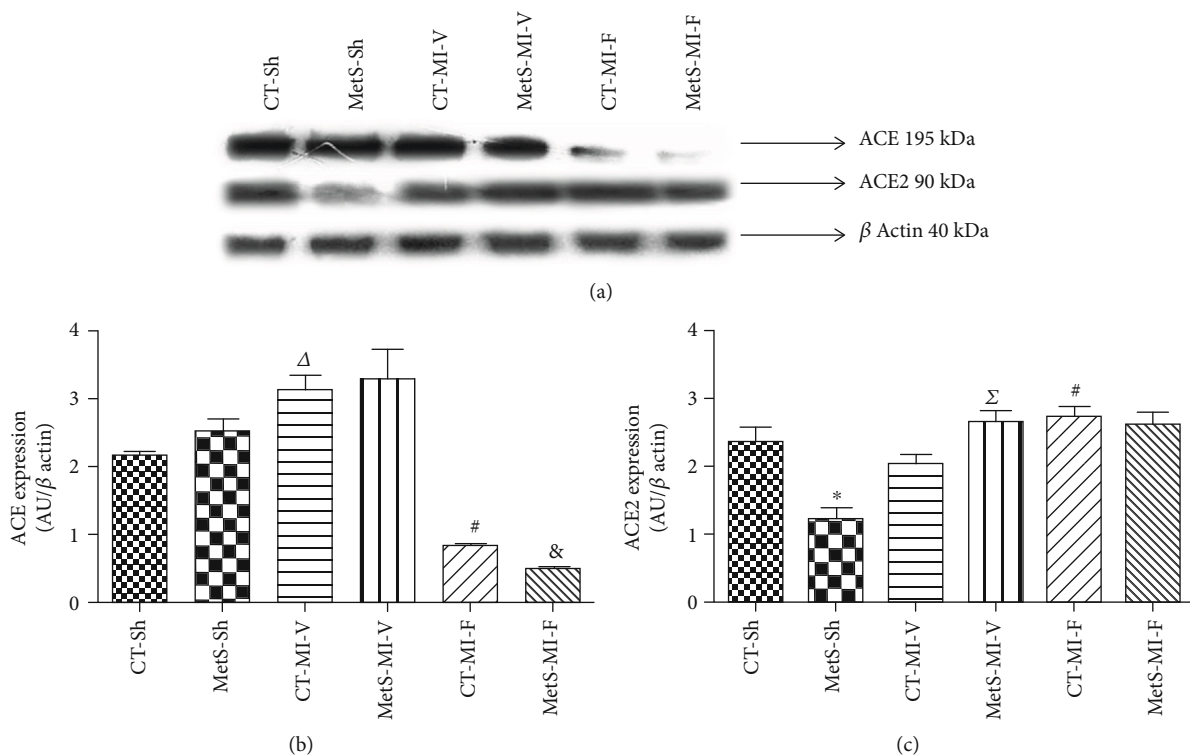 CT-Sh
MetS-Sh
CT-MI-V
MetS-MI-V
CT-MI-F
MetS-MI-F
ACE 195 kDa
ACE2 90 kDa
β Actin 40 kDa
(a)
ACE expression
(AU/β actin)
4
3
2
1
0
Δ
#
&
CT-Sh
MetS-Sh
CT-MI-V
MetS-MI-V
CT-MI-F
MetS-MI-F
(b)
ACE2 expression
(AU/β actin)
4
3
2
1
0
*
Σ
#
CT-Sh
MetS-Sh
CT-MI-V
MetS-MI-V
CT-MI-F
MetS-MI-F
(c)